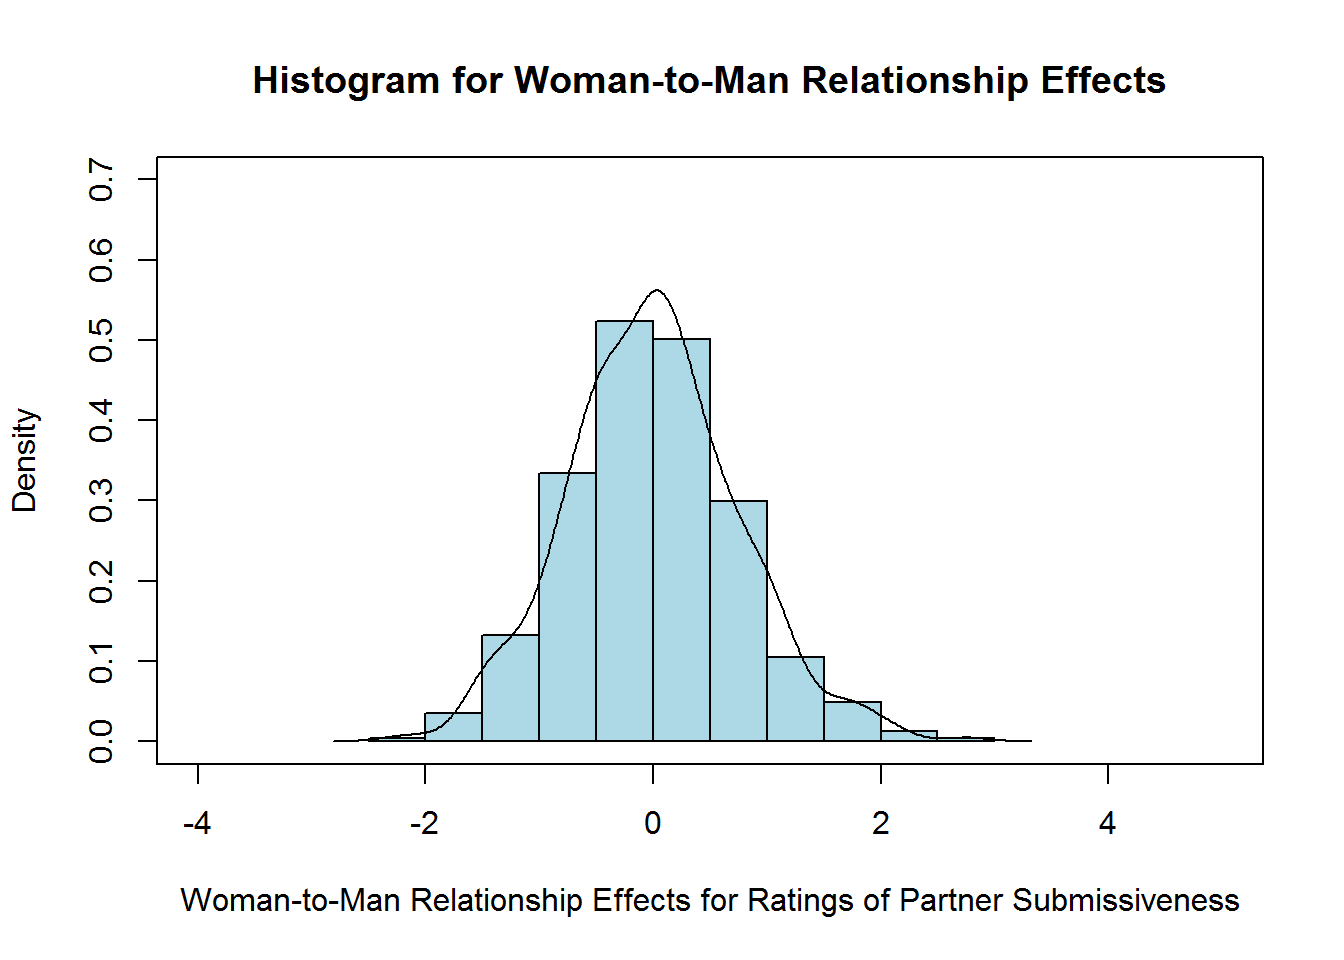 Histogram for Woman-to-Man Relationship Effects
Density
0.7
0.6
0.5
0.4
0.3
0.2
0.1
0.0
-4 -2 0 2 4
Woman-to-Man Relationship Effects for Ratings of Partner Submissiveness